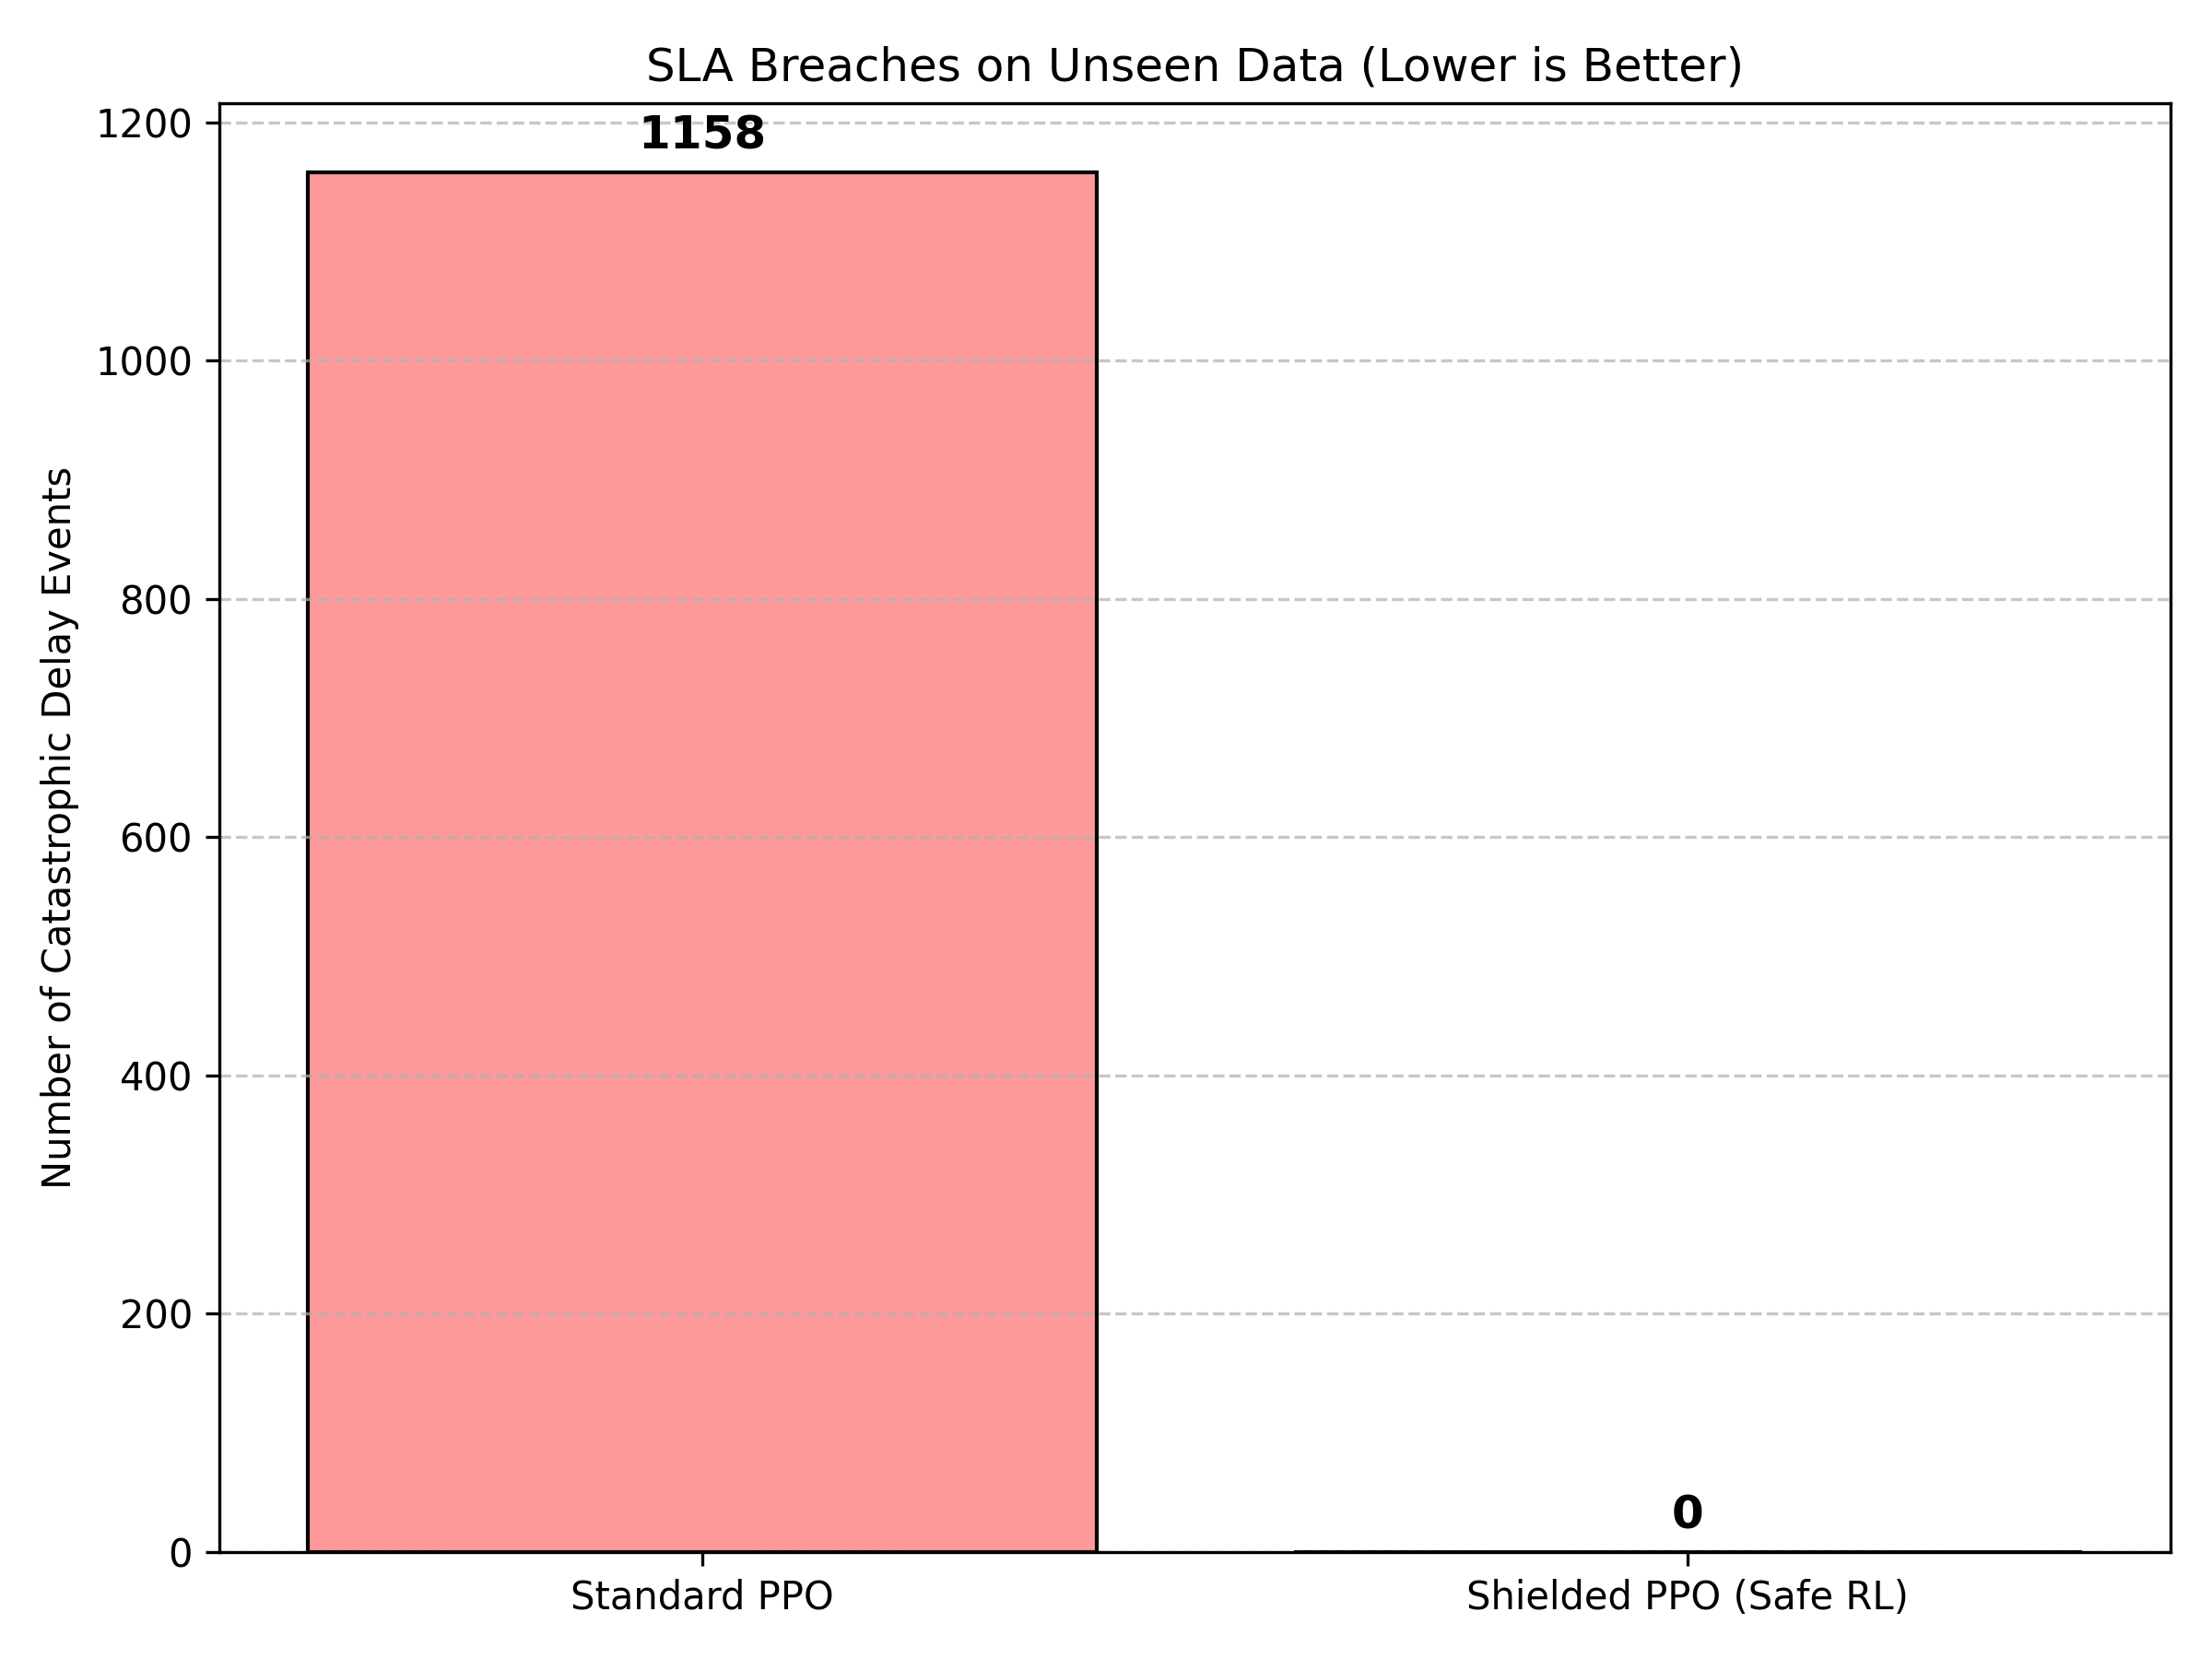 SLA Breaches on Unseen Data (Lower is Better)
Number of Catastrophic Delay Events
1200
1000
800
600
400
200
0
1158
0
Standard PPO
Shielded PPO (Safe RL)